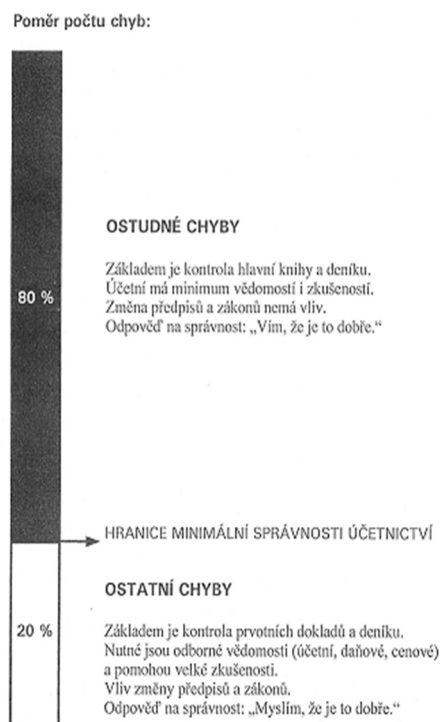 Poměr počtu chyb:
OSTUDNÉ CHYBY
Základem je kontrola hlavní knihy a deníku.
Účetní má minimum vědomostí i zkušeností.
80 %
Změna předpisů a zákonů nemá vliv.
Odpověď na správnost: „Vím, že je to dobře.“
HRANICE MINIMÁLNÍ SPRÁVNOSTI ÚČETNICTVÍ
OSTATNÍ CHYBY
20 %
Základem je kontrola prvotních dokladů a deníku.
Nutné jsou odborné vědomosti (účetní, daňové, cenové)
a pomohou velké zkušenosti.
Vliv změny předpisů a zákonů.
Odpověď na správnost: „Myslím, že je to dobře.“